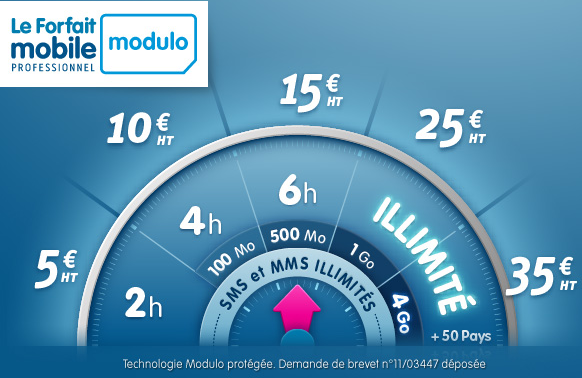 Le Forfait
mobile
PROFESSIONNEL
modulo
15€
HT
10€
HT
25€
HT
6h
4h
ILLIMITÉ
500 Mo
100 Mo
1 Go
5€
HT
SMS et MMS ILLIMITÉS
35€
HT
2h
4 Go
+ 50 Pays
Technologie Modulo protégée. Demande de brevet n°11/03447 déposée